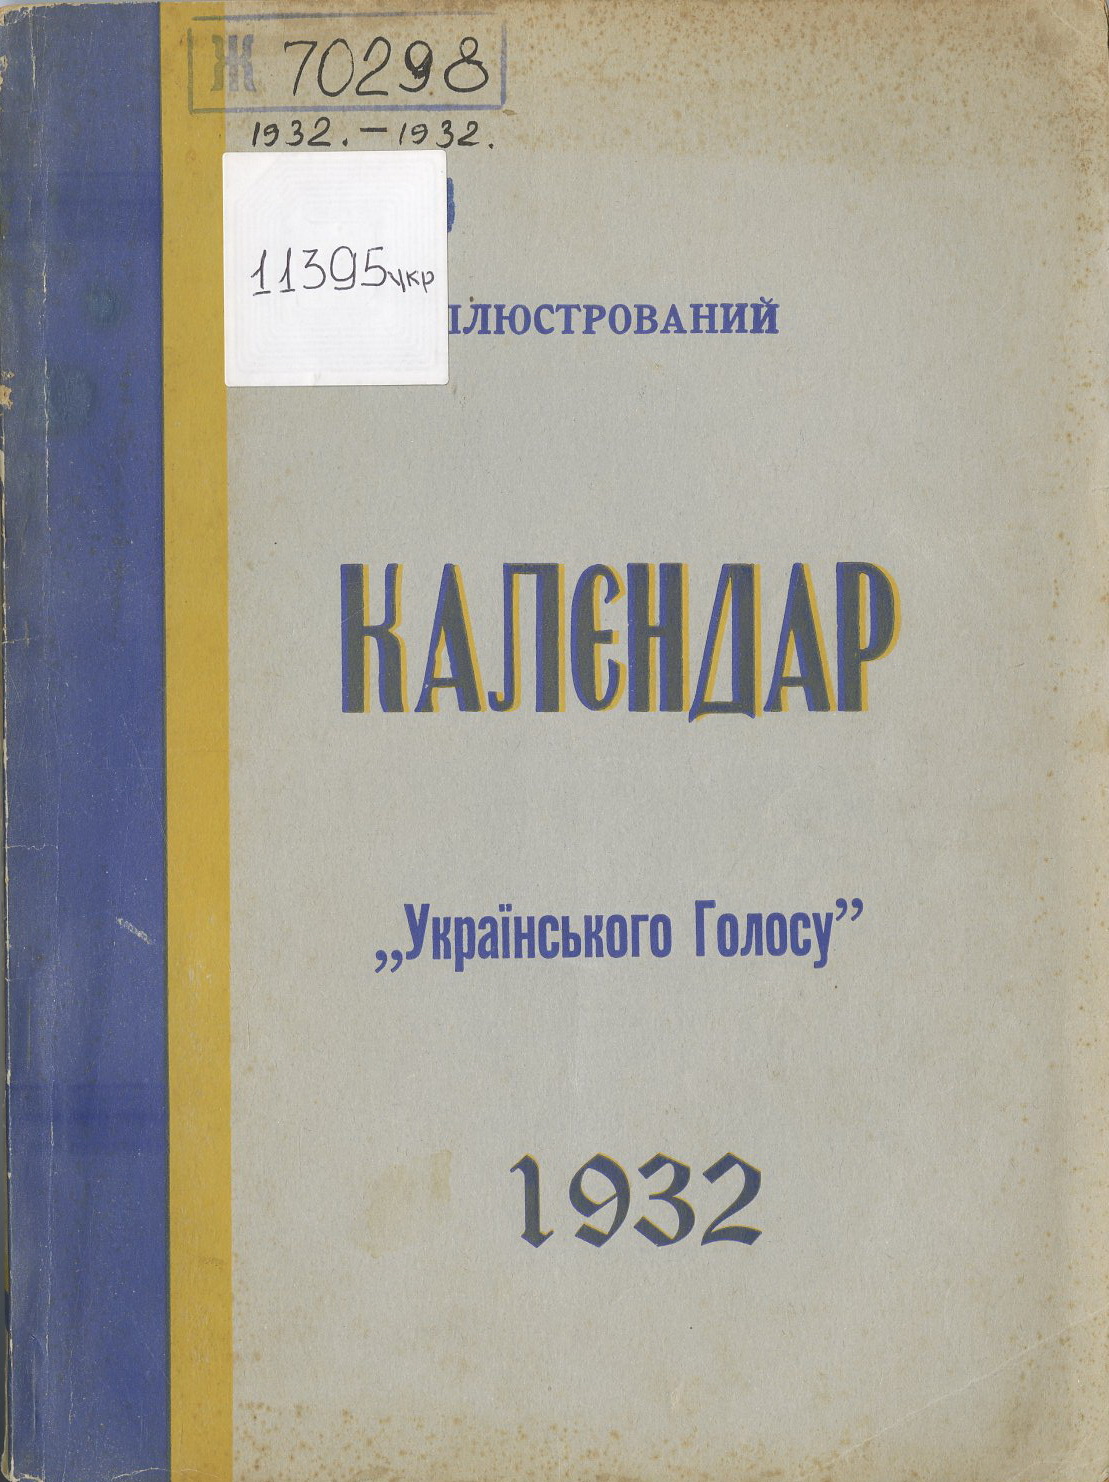 Ж 70298
1932. – 1932.
11395укр
ІЛЮСТРОВАНИЙ
КАЛЄНДАР
„Українського Голосу”
1932